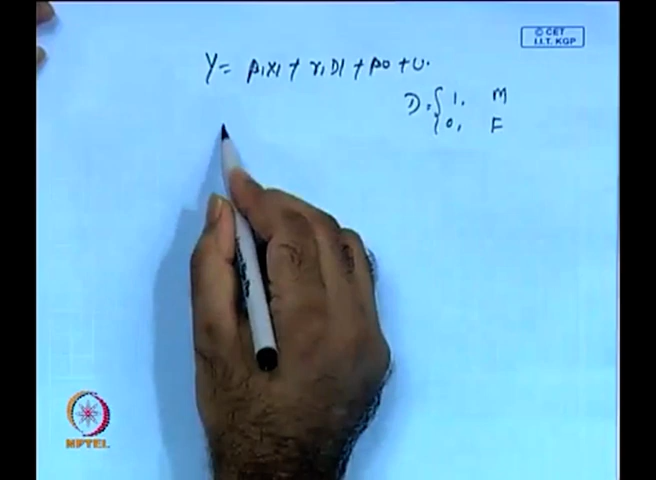 © CET
I.I.T. KGP
Y = β₁x₁ + γ₁D₁ + β0 + U.
D = { 1, M
0, F
NPTEL